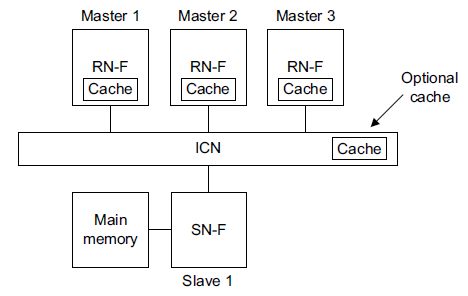 Master 1
Master 2
Master 3
RN-F
Cache
RN-F
Cache
RN-F
Cache
Optional
cache
ICN
Cache
Main
memory
SN-F
Slave 1